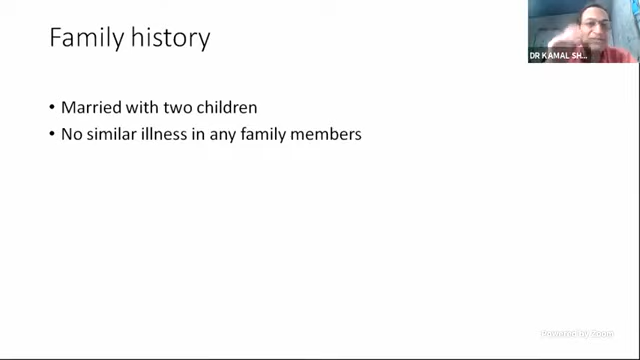 Family history
DR KAMAL SH...
• Married with two children
• No similar illness in any family members
Powered by Zoom